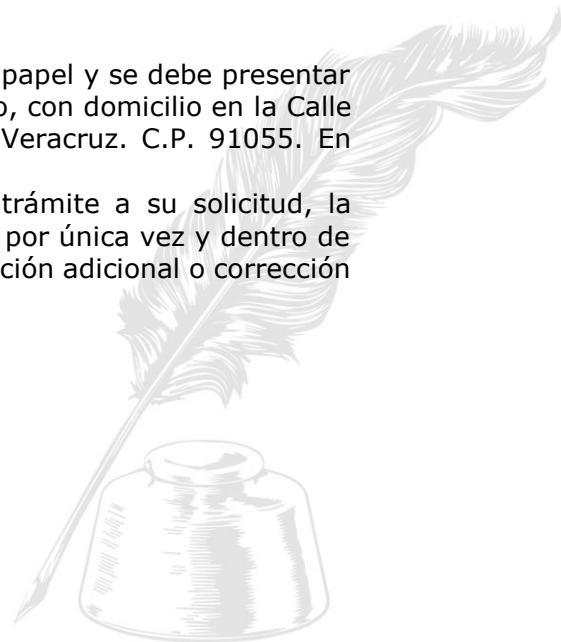 papel y se debe presentar
o, con domicilio en la Calle
Veracruz. C.P. 91055. En
trámite a su solicitud, la
por única vez y dentro de
ción adicional o corrección